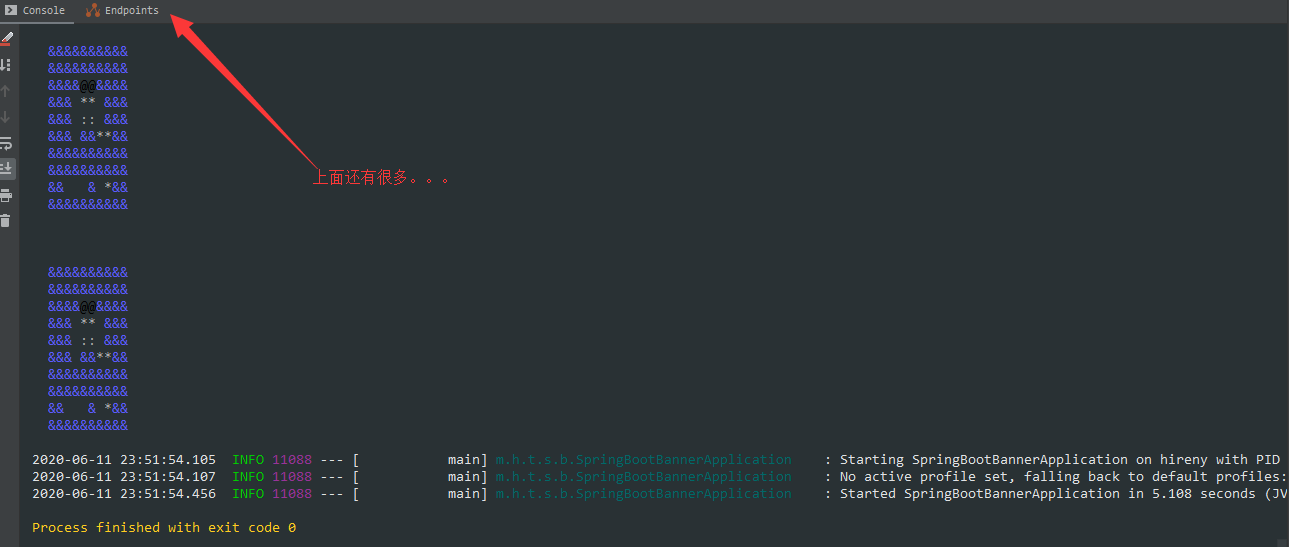 Console Endpoints
&&&&&&&&&&
&&&&&&&&&&
&&&&@@&&&&
&&& ** &&&
&&& :: &&&
&&& &&**&&
&&&&&&&&&&
&&&&&&&&&&
上面还有很多。。。
&&   & *&&
&&&&&&&&&&
&&&&&&&&&&
&&&&&&&&&&
&&&&@@&&&&
&&& ** &&&
&&& :: &&&
&&& &&**&&
&&&&&&&&&&
&&&&&&&&&&
&&   & *&&
&&&&&&&&&&
2020-06-11 23:51:54.105  INFO 11088 --- [           main] m.h.t.s.b.SpringBootBannerApplication    : Starting SpringBootBannerApplication on hireny with PID
2020-06-11 23:51:54.107  INFO 11088 --- [           main] m.h.t.s.b.SpringBootBannerApplication    : No active profile set, falling back to default profiles:
2020-06-11 23:51:54.456  INFO 11088 --- [           main] m.h.t.s.b.SpringBootBannerApplication    : Started SpringBootBannerApplication in 5.108 seconds (JV
Process finished with exit code 0